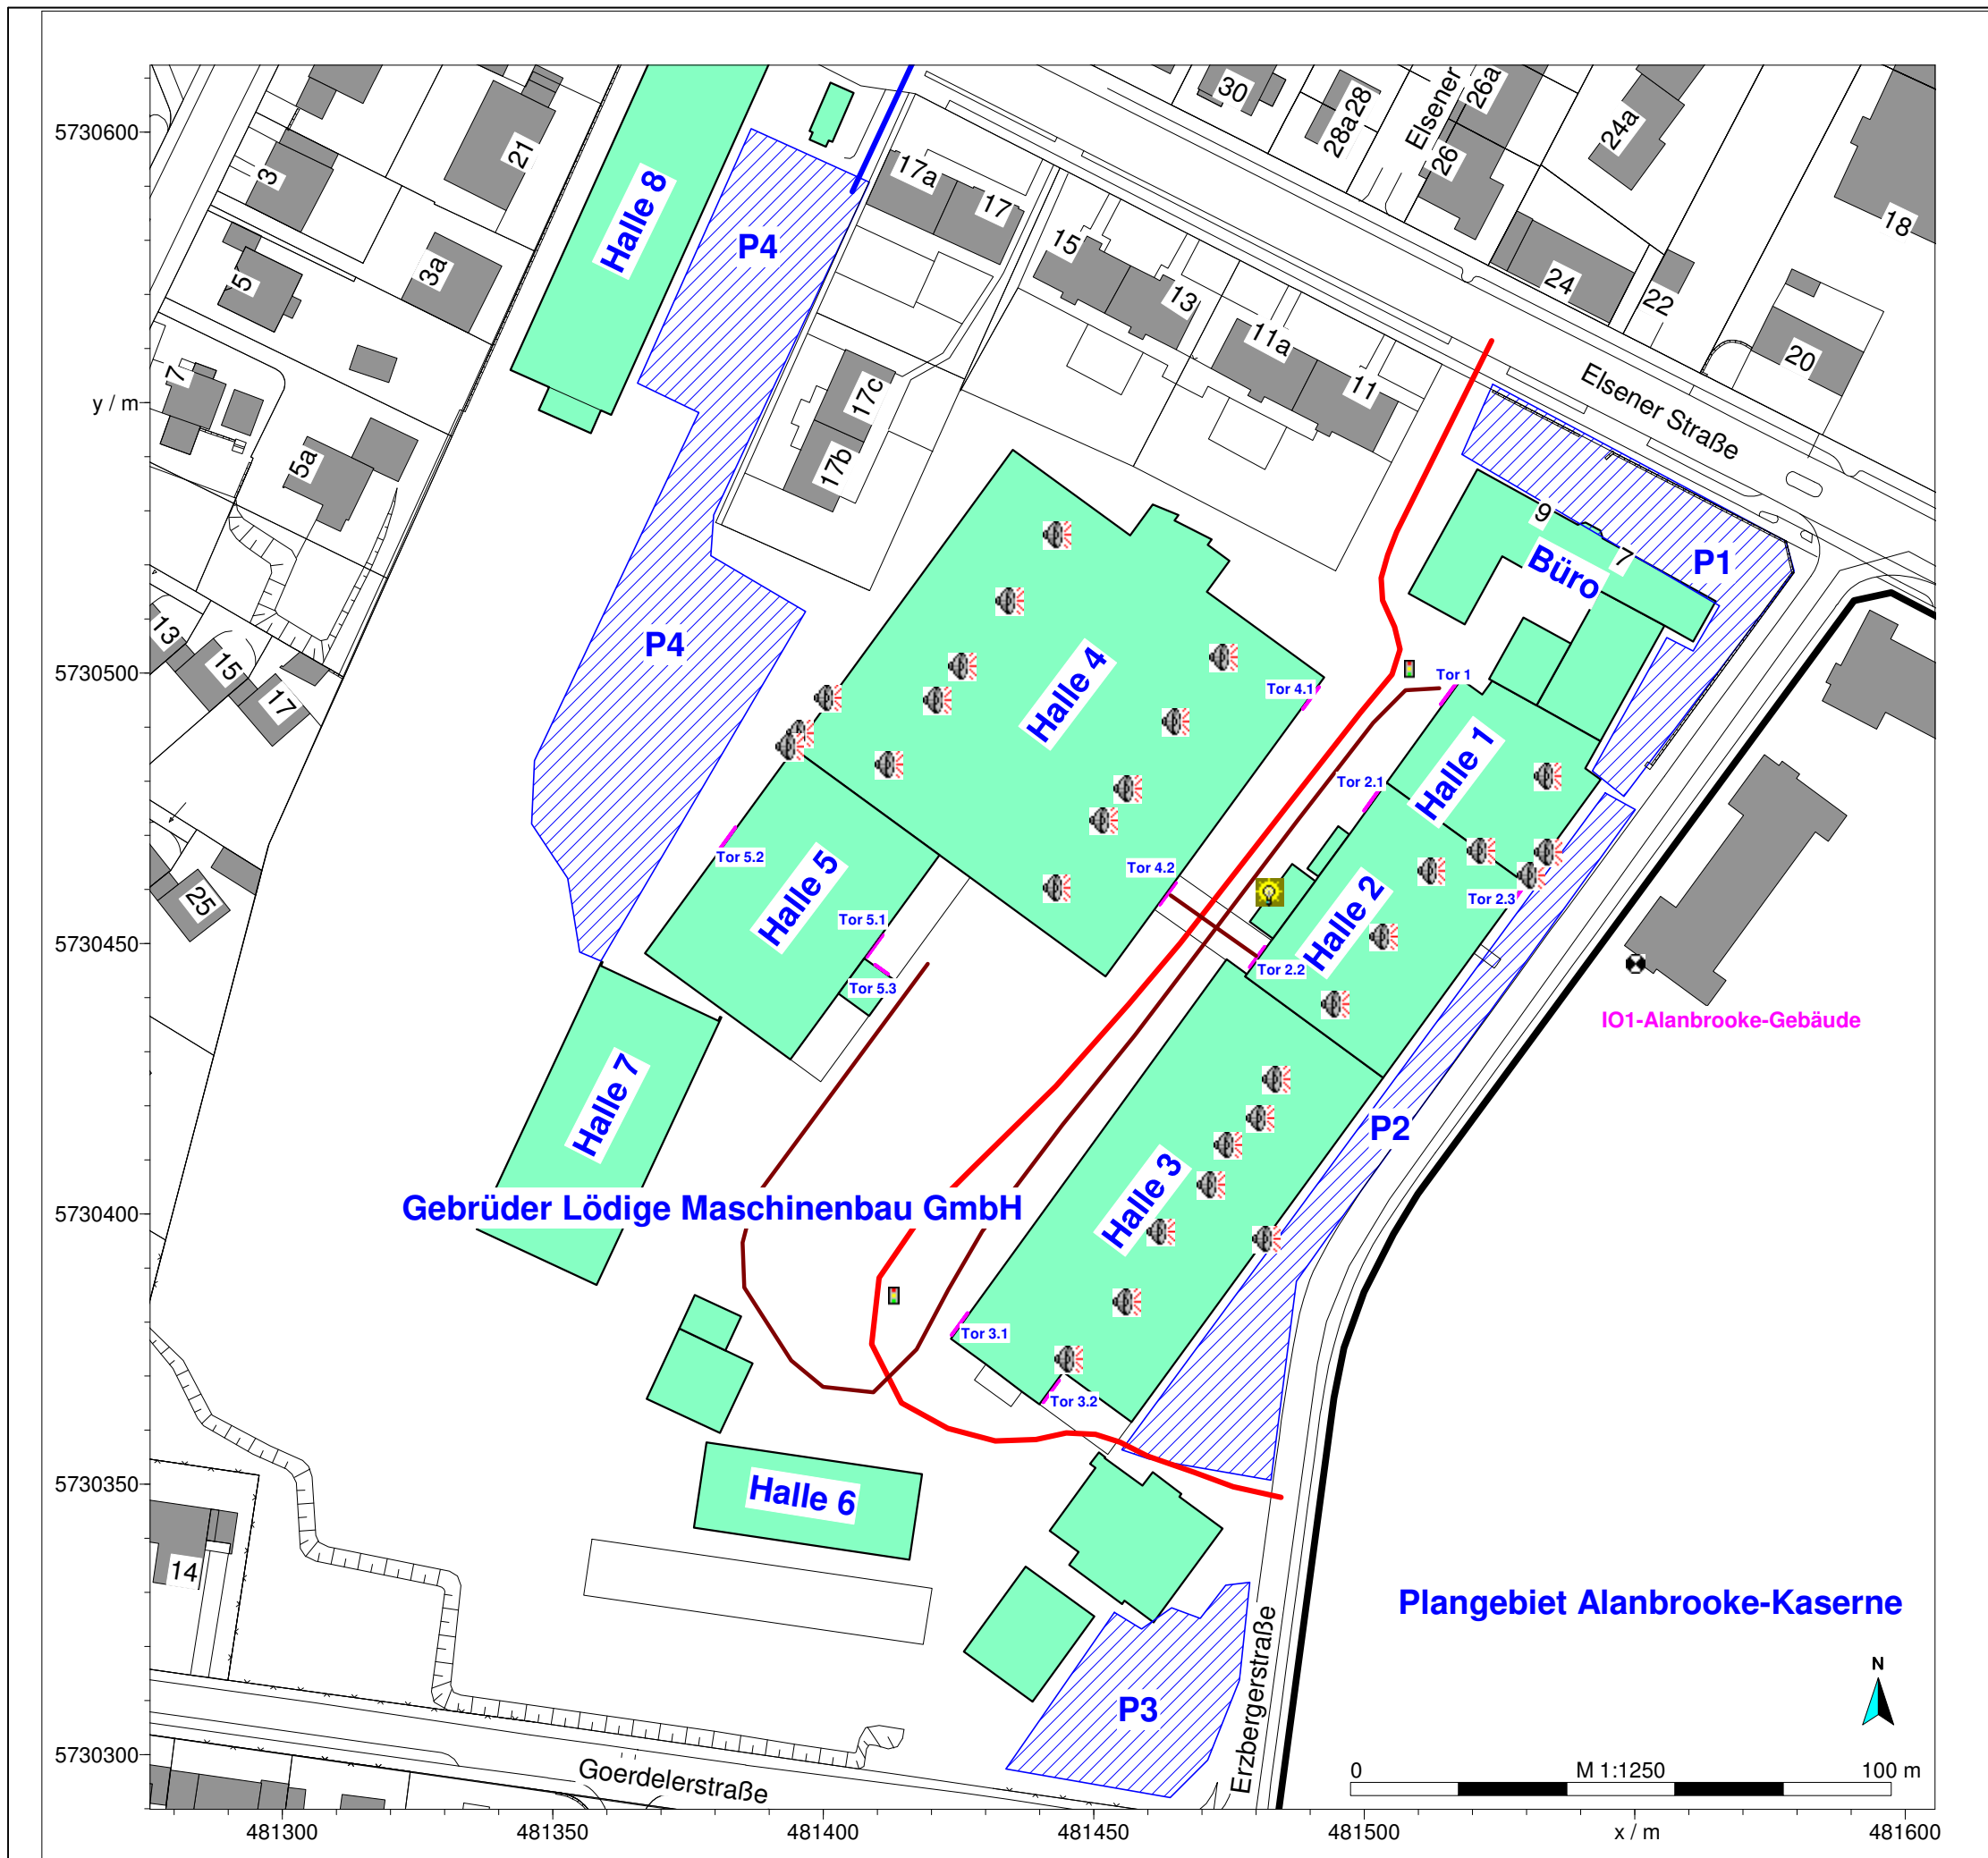 5730600
y / m
5730500
5730450
5730400
5730350
5730300
481300
481350
481400
481450
481500
x / m
481600
3
21
3a
5
7
5a
13
15
17
25
14
Halle 8
P4
17a
17
15
13
11a
11
17c
17b
30
28
28a
Elsener
26a
26
24a
18
24
22
20
Elsener Straße
9
7
Büro
P1
P4
Halle 4
Tor 4.1
Tor 1
Halle 1
Tor 2.1
Tor 5.2
Halle 5
Tor 5.1
Tor 5.3
Tor 4.2
Tor 2.3
Halle 2
Tor 2.2
IO1-Alanbrooke-Gebäude
Halle 7
P2
Gebrüder Lödige Maschinenbau GmbH
Halle 3
Tor 3.1
Tor 3.2
Halle 6
Plangebiet Alanbrooke-Kaserne
P3
Erzbergerstraße
Goerdelerstraße
N
0
M 1:1250
100 m